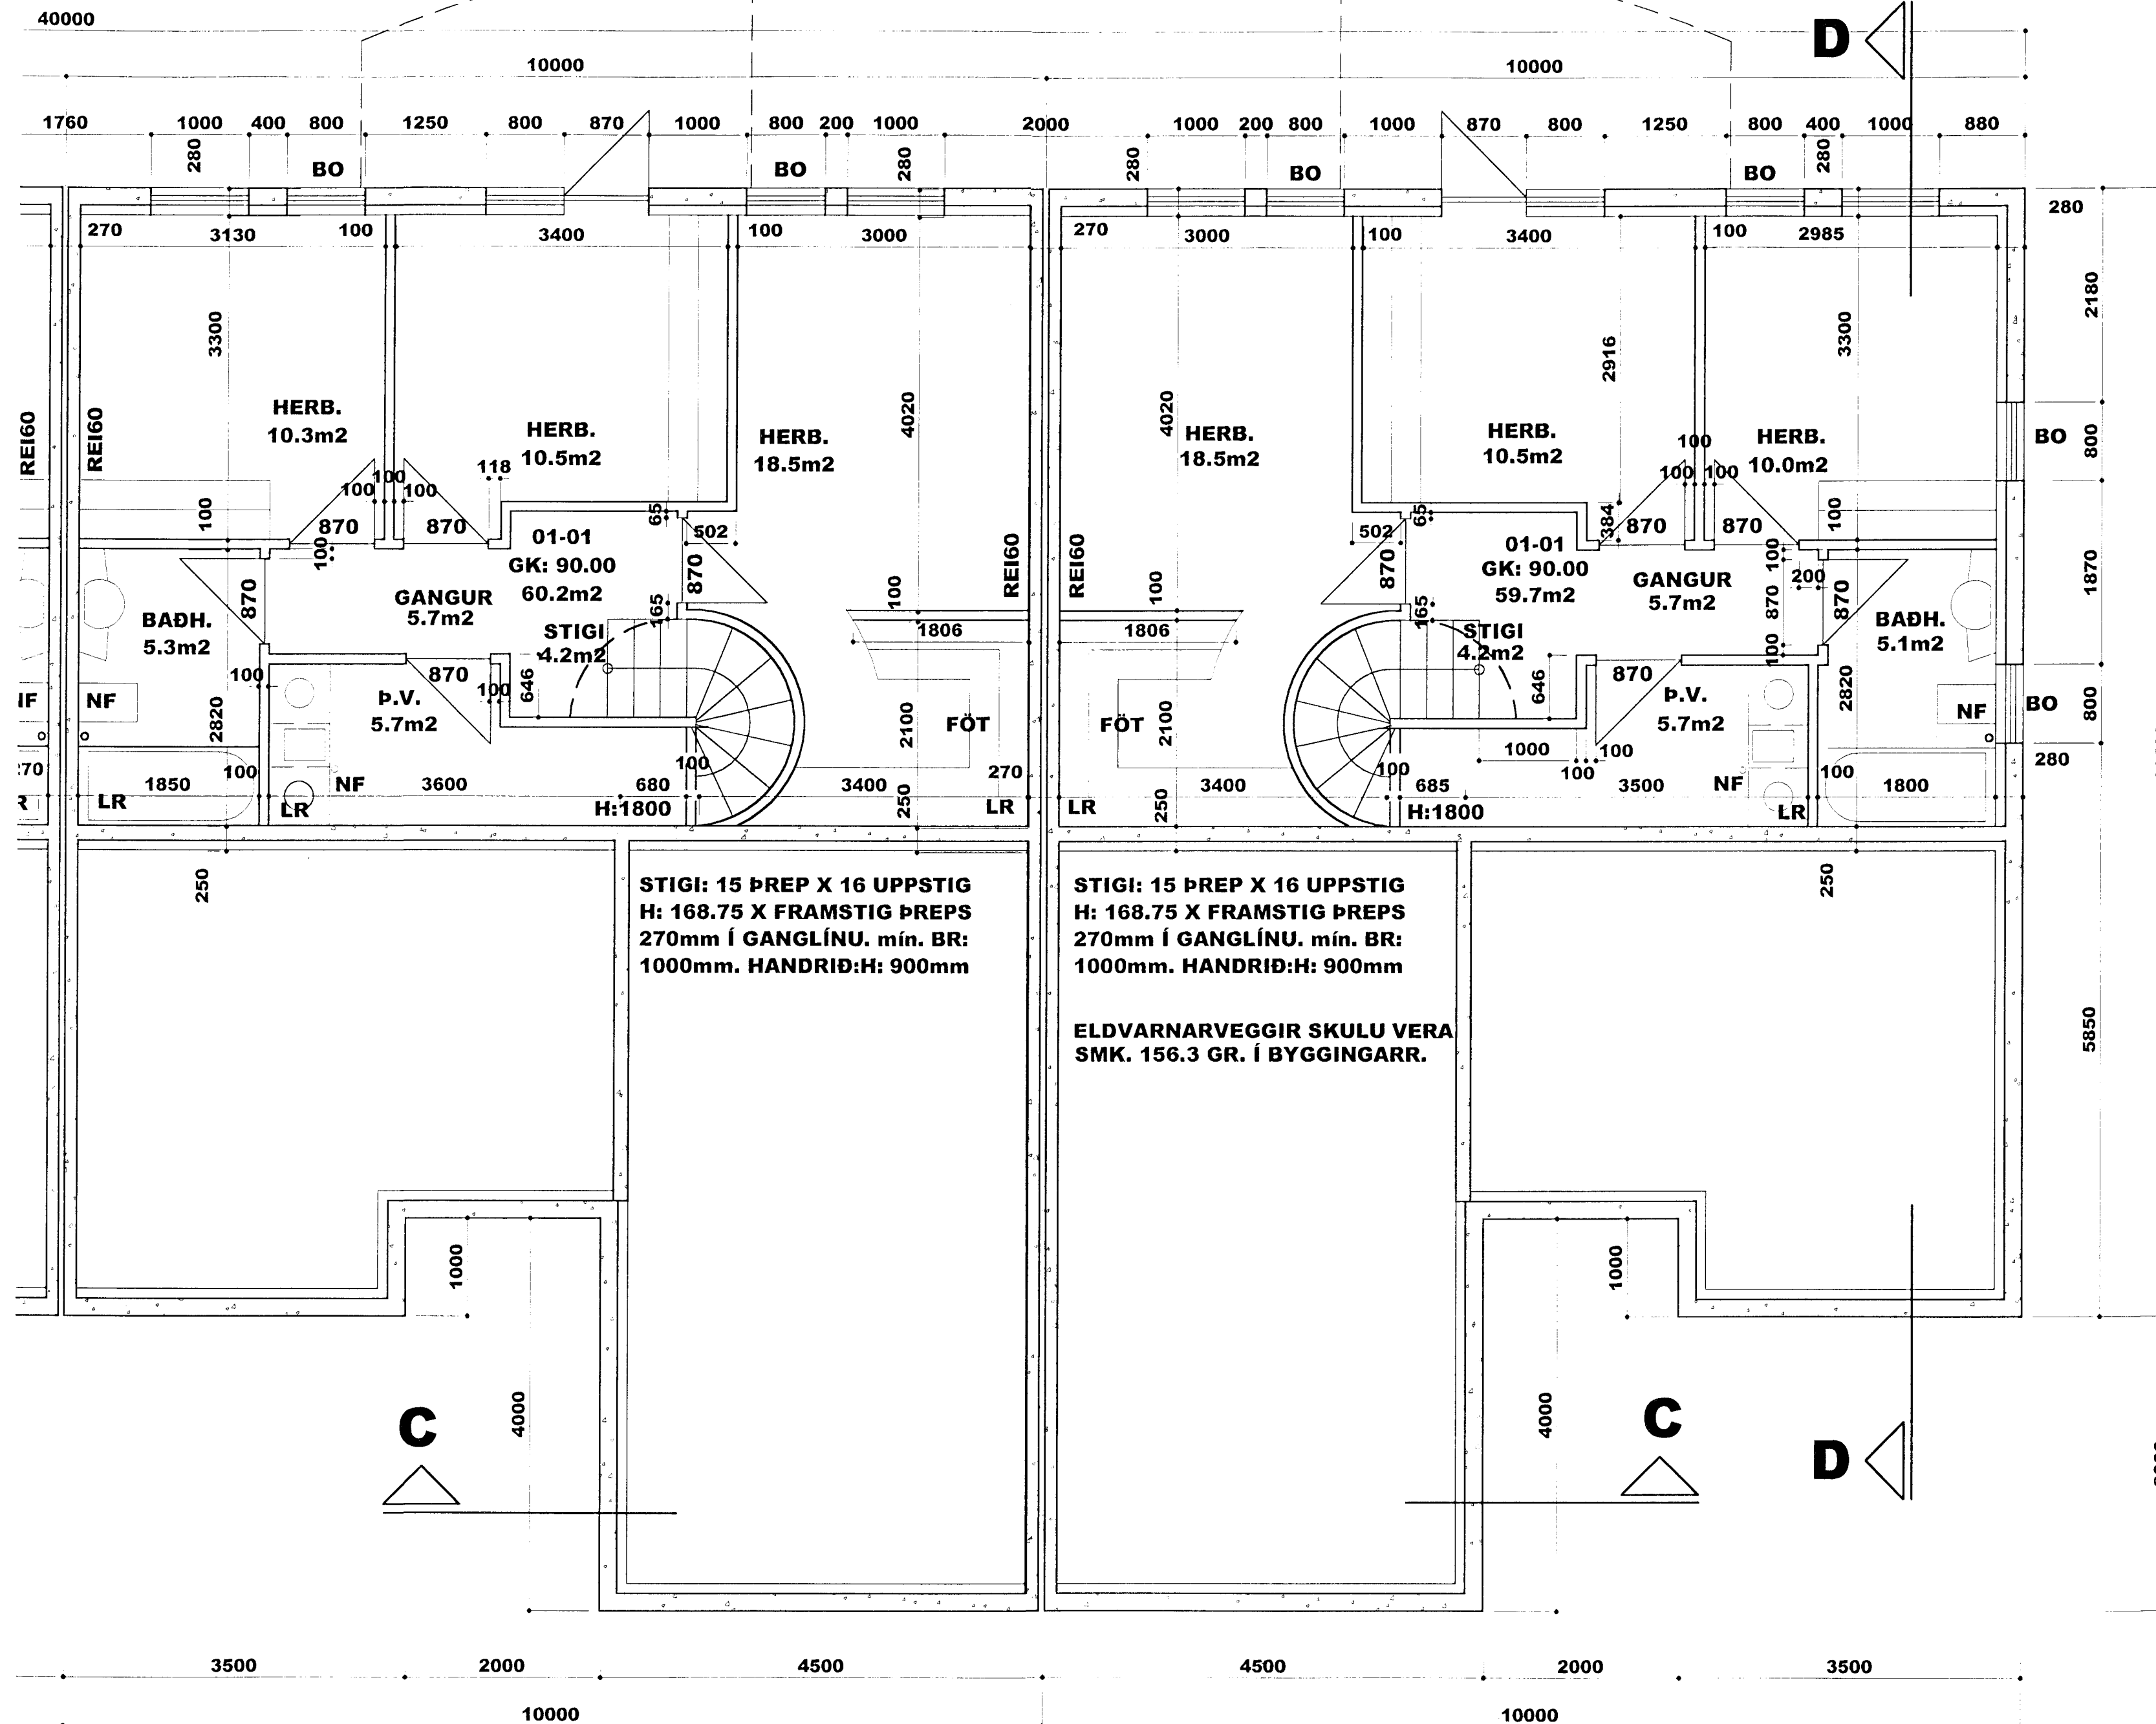 40000
10000
10000
D
1760
1000
400
800
1250
800
870
1000
800
200
1000
2000
1000
200
800
1000
870
800
1250
800
400
1000
880
280
BO
BO
280
280
BO
BO
280
270
3130
100
3400
100
3000
270
3000
100
3400
100
2985
280
3300
4020
4020
2916
3300
2180
REI60
REI60
HERB.
10.3m2
HERB.
10.5m2
HERB.
18.5m2
HERB.
18.5m2
HERB.
10.5m2
HERB.
10.0m2
BO
800
100
100
100
100
118
100
100
100
100
870
870
65
502
65
502
384
870
870
100
100
01-01
GK: 90.00
60.2m2
870
REI60
REI60
870
01-01
GK: 90.00
59.7m2
100
200
870
870
1870
BAÐH.
5.3m2
870
GANGUR
5.7m2
STIGI
4.2m2
165
100
1806
100
1806
165
STIGI
4.2m2
GANGUR
5.7m2
100
BAÐH.
5.1m2
NF
NF
100
2820
870
100
646
Þ.V.
5.7m2
2100
FÖT
FÖT
2100
646
870
Þ.V.
5.7m2
2820
NF
BO
800
1000
100
100
280
270
LR
1850
100
LR
NF
3600
680
H:1800
100
3400
250
270
LR
LR
250
3400
100
685
H:1800
3500
NF
LR
100
1800
250
250
STIGI: 15 ÞREP X 16 UPPSTIG
H: 168.75 X FRAMSTIG ÞREPS
270mm Í GANGLÍNU. mín. BR:
1000mm. HANDRIÐ:H: 900mm
STIGI: 15 ÞREP X 16 UPPSTIG
H: 168.75 X FRAMSTIG ÞREPS
270mm Í GANGLÍNU. mín. BR:
1000mm. HANDRIÐ:H: 900mm
ELDVARNARVEGGIR SKULU VERA
SMK. 156.3 GR. Í BYGGINGARR.
5850
1000
1000
4000
4000
C
C
D
3500
2000
4500
4500
2000
3500
10000
10000